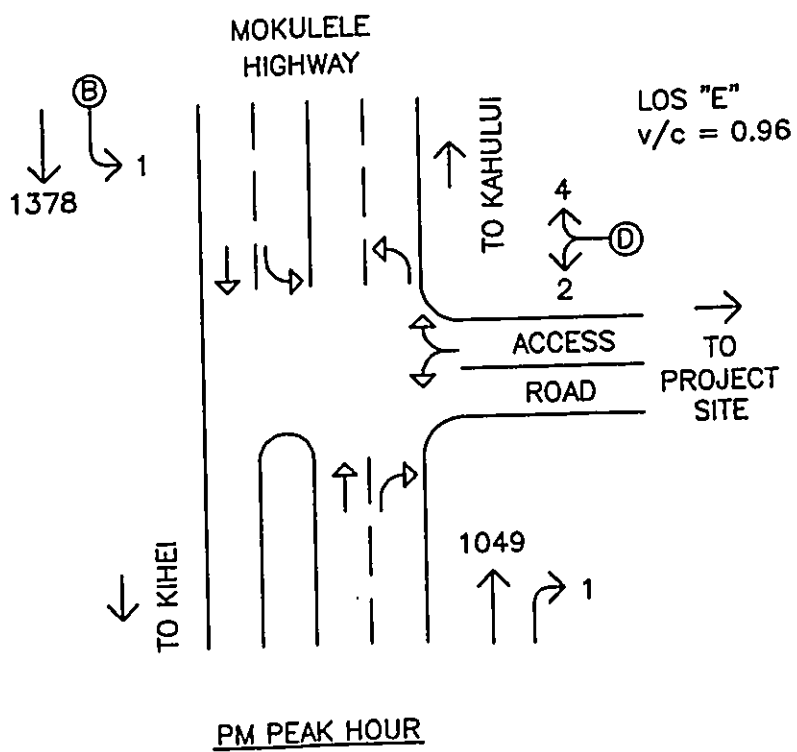 MOKULELE
HIGHWAY
B
1
1378
TO KAHULUI
LOS "E"
v/c = 0.96
4
D
2
ACCESS
ROAD
TO
PROJECT
SITE
TO KIHEI
1049
1
PM PEAK HOUR